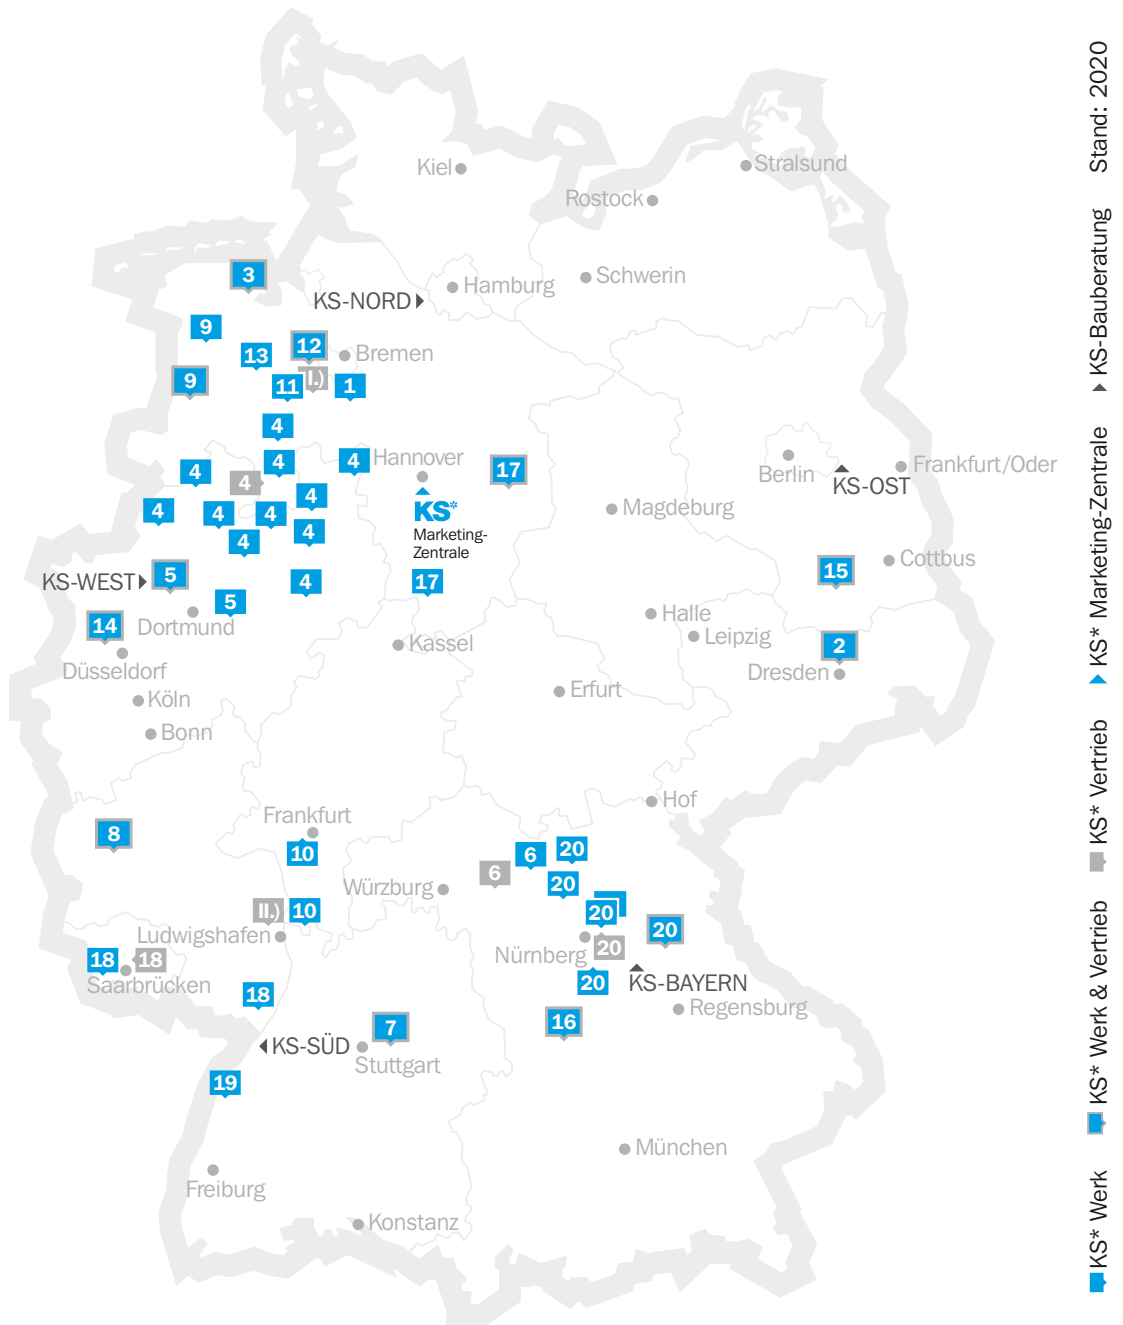 Kiel
Stralsund
Rostock
Schwerin
3
Hamburg
KS-NORD
9
12
Bremen
13
9
I.)
11
1
4
4
4
Hannover
17
Berlin
Frankfurt/Oder
KS-OST
4
4
4
Magdeburg
4
4
4
KS*
Marketing-
Zentrale
4
4
Cottbus
15
KS-WEST
5
4
17
5
14
Dortmund
Halle
Leipzig
2
Kassel
Düsseldorf
Dresden
Köln
Erfurt
Bonn
Hof
Frankfurt
8
10
6
20
6
20
Würzburg
II.)
10
20
20
Ludwigshafen
Nürnberg
20
18
18
Saarbrücken
20
KS-BAYERN
18
Regensburg
16
7
KS-SÜD
Stuttgart
19
München
Freiburg
Konstanz
KS* Werk
KS* Werk & Vertrieb
KS* Vertrieb
KS* Marketing-Zentrale
KS-Bauberatung
Stand: 2020